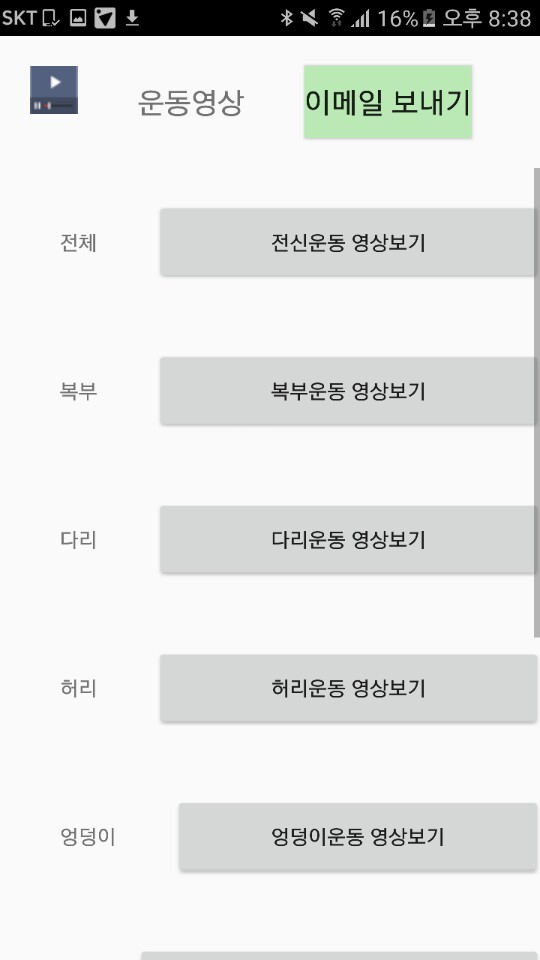 SKT 16% 오후 8:38
운동영상 이메일 보내기
전체 전신운동 영상보기
복부 복부운동 영상보기
다리 다리운동 영상보기
허리 허리운동 영상보기
엉덩이 엉덩이운동 영상보기